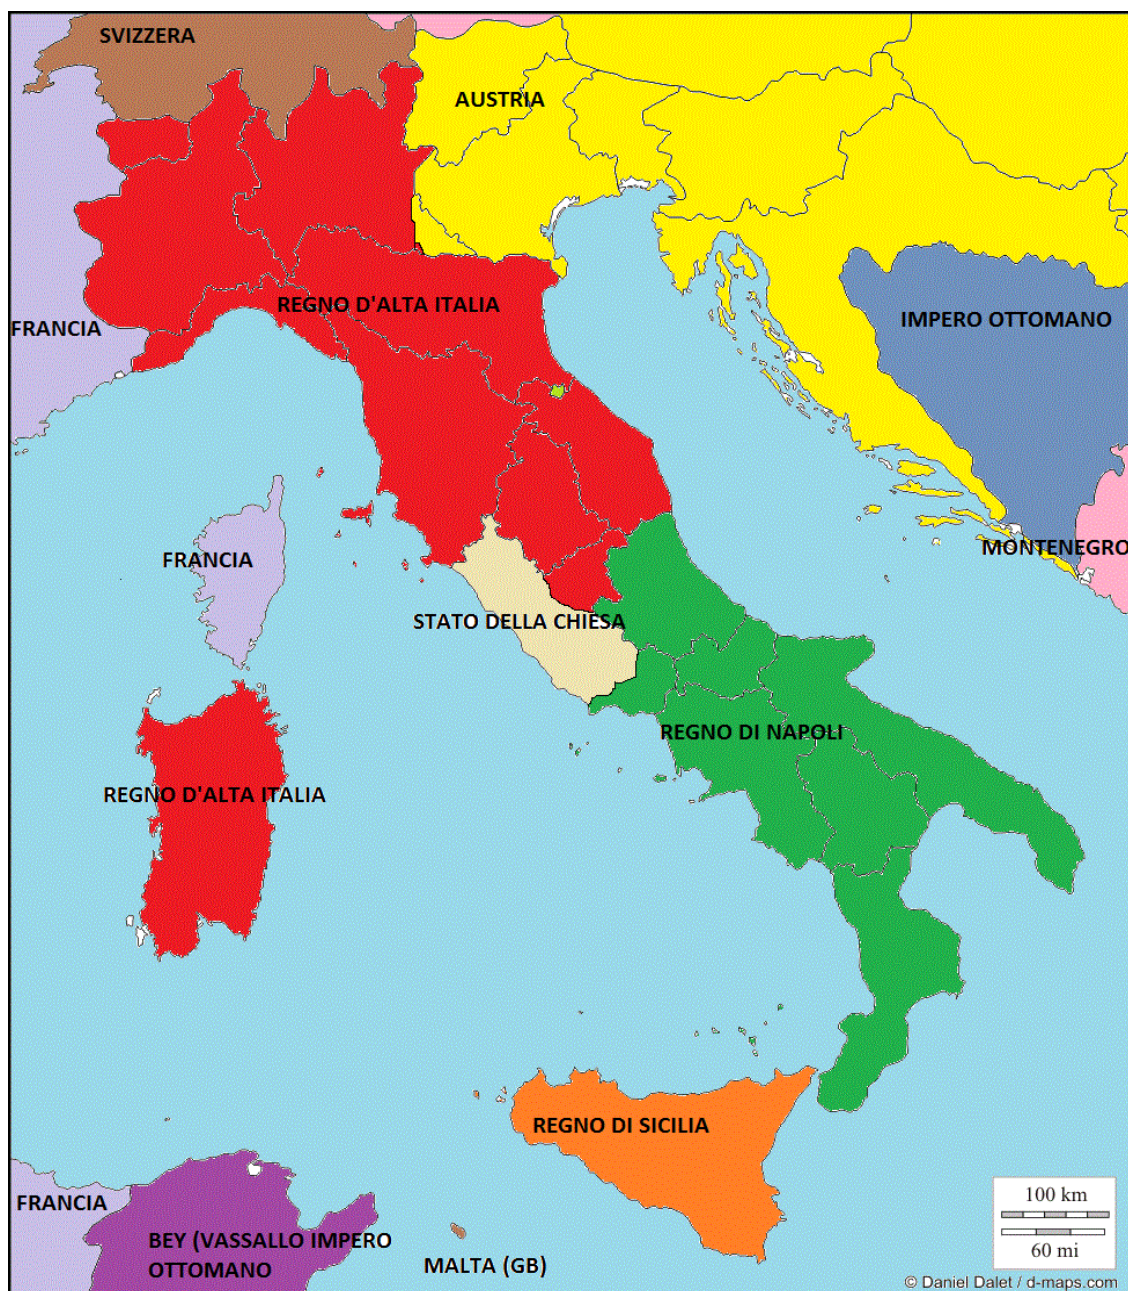 SVIZZERA
AUSTRIA
REGNO D'ALTA ITALIA
FRANCIA
IMPERO OTTOMANO
MONTENEGRO
FRANCIA
STATO DELLA CHIESA
REGNO DI NAPOLI
REGNO D'ALTA ITALIA
REGNO DI SICILIA
FRANCIA
BEY (VASSALLO IMPERO
OTTOMANO
MALTA (GB)
100 km
60 mi
© Daniel Dalet / d-maps.com